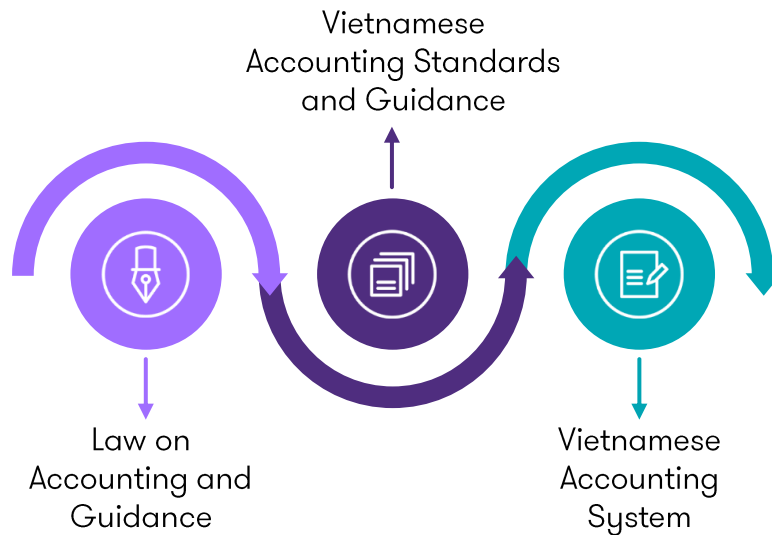 Vietnamese
Accounting Standards
and Guidance
Law on
Accounting and
Guidance
Vietnamese
Accounting
System